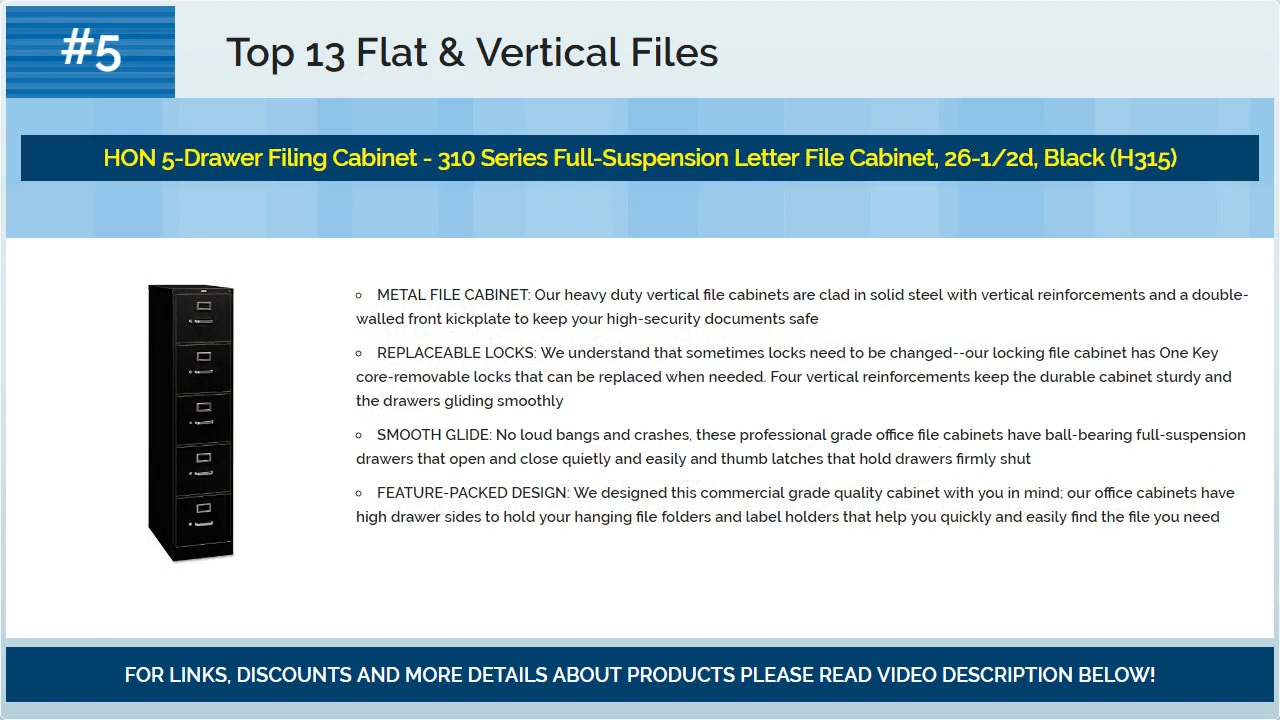 #5
Top 13 Flat & Vertical Files
HON 5-Drawer Filing Cabinet - 310 Series Full-Suspension Letter File Cabinet, 26-1/2d, Black (H315)
METAL FILE CABINET: Our heavy duty vertical file cabinets are clad in solid steel with vertical reinforcements and a double-
walled front kickplate to keep your high-security documents safe
REPLACEABLE LOCKS: We understand that sometimes locks need to be changed--our locking file cabinet has One Key
core-removable locks that can be replaced when needed. Four vertical reinforcements keep the durable cabinet sturdy and
the drawers gliding smoothly
SMOOTH GLIDE: No loud bangs and crashes, these professional grade office file cabinets have ball-bearing full-suspension
drawers that open and close quietly and easily and thumb latches that hold drawers firmly shut
FEATURE-PACKED DESIGN: We designed this commercial grade quality cabinet with you in mind; our office cabinets have
high drawer sides to hold your hanging file folders and label holders that help you quickly and easily find the file you need
FOR LINKS, DISCOUNTS AND MORE DETAILS ABOUT PRODUCTS PLEASE READ VIDEO DESCRIPTION BELOW!